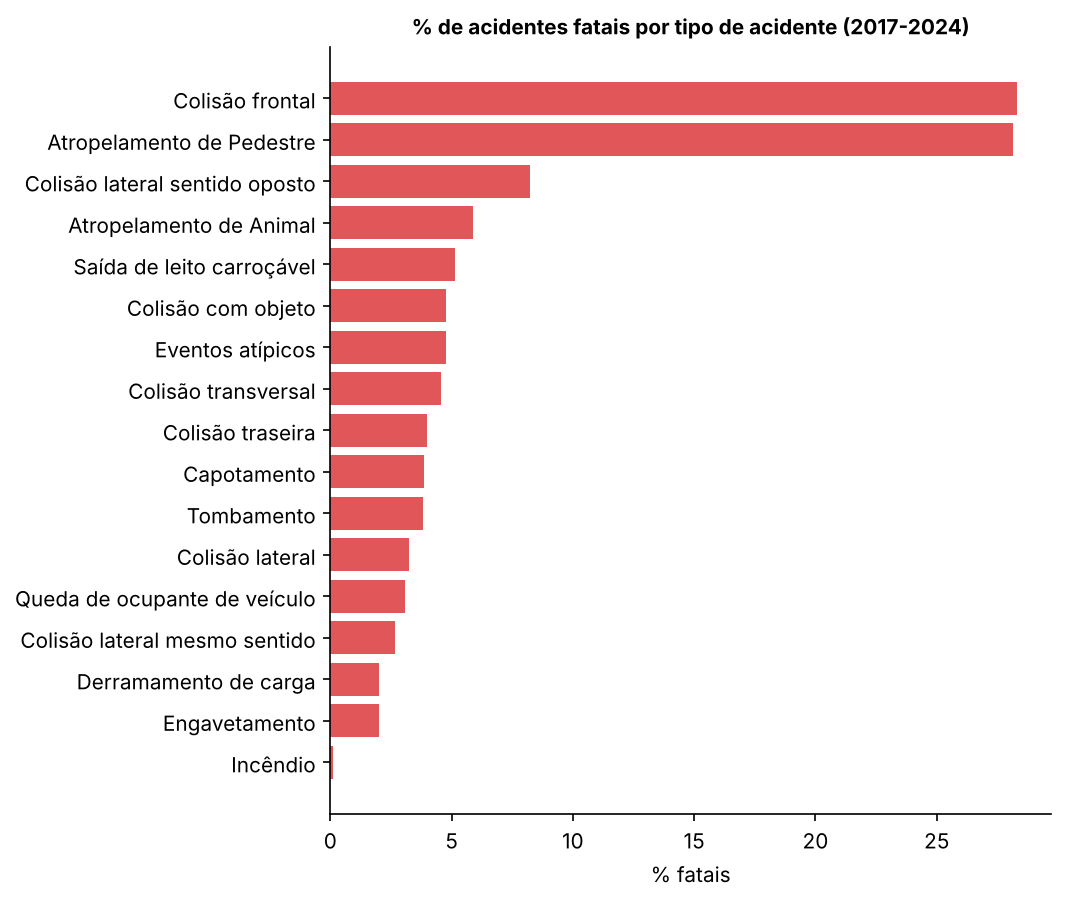 % de acidentes fatais por tipo de acidente (2017-2024)
Colisão frontal
Atropelamento de Pedestre
Colisão lateral sentido oposto
Atropelamento de Animal
Saída de leito carroçável
Colisão com objeto
Eventos atípicos
Colisão transversal
Colisão traseira
Capotamento
Tombamento
Colisão lateral
Queda de ocupante de veículo
Colisão lateral mesmo sentido
Derramamento de carga
Engavetamento
Incêndio
0 5 10 15 20 25
% fatais